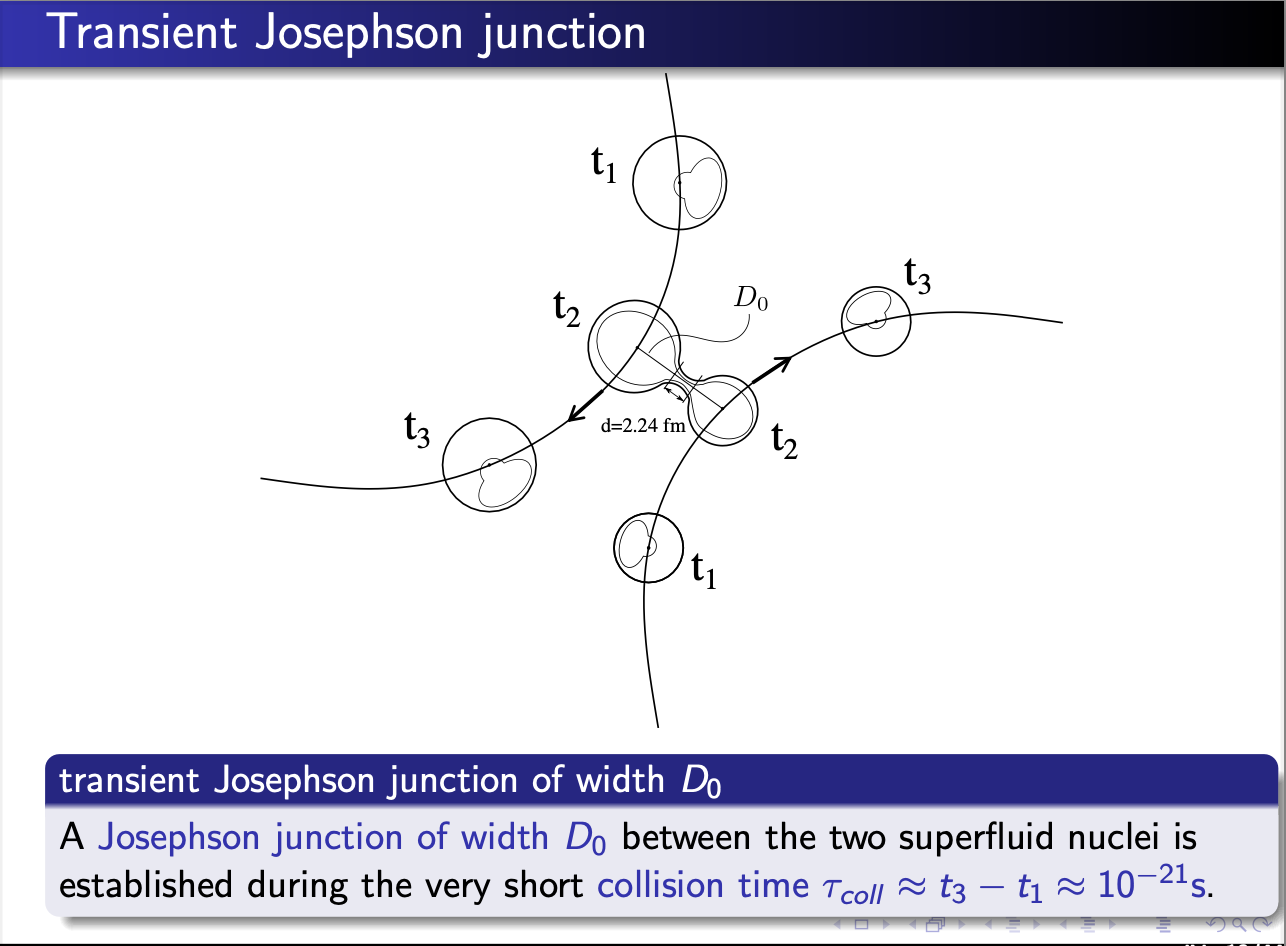 Transient Josephson junction
t₁
t₃
D₀
t₂
d=2.24 fm
t₃
t₂
t₁
transient Josephson junction of width D₀
A Josephson junction of width D₀ between the two superfluid nuclei is
established during the very short collision time τ_coll ≈ t₃ − t₁ ≈ 10⁻²¹s.